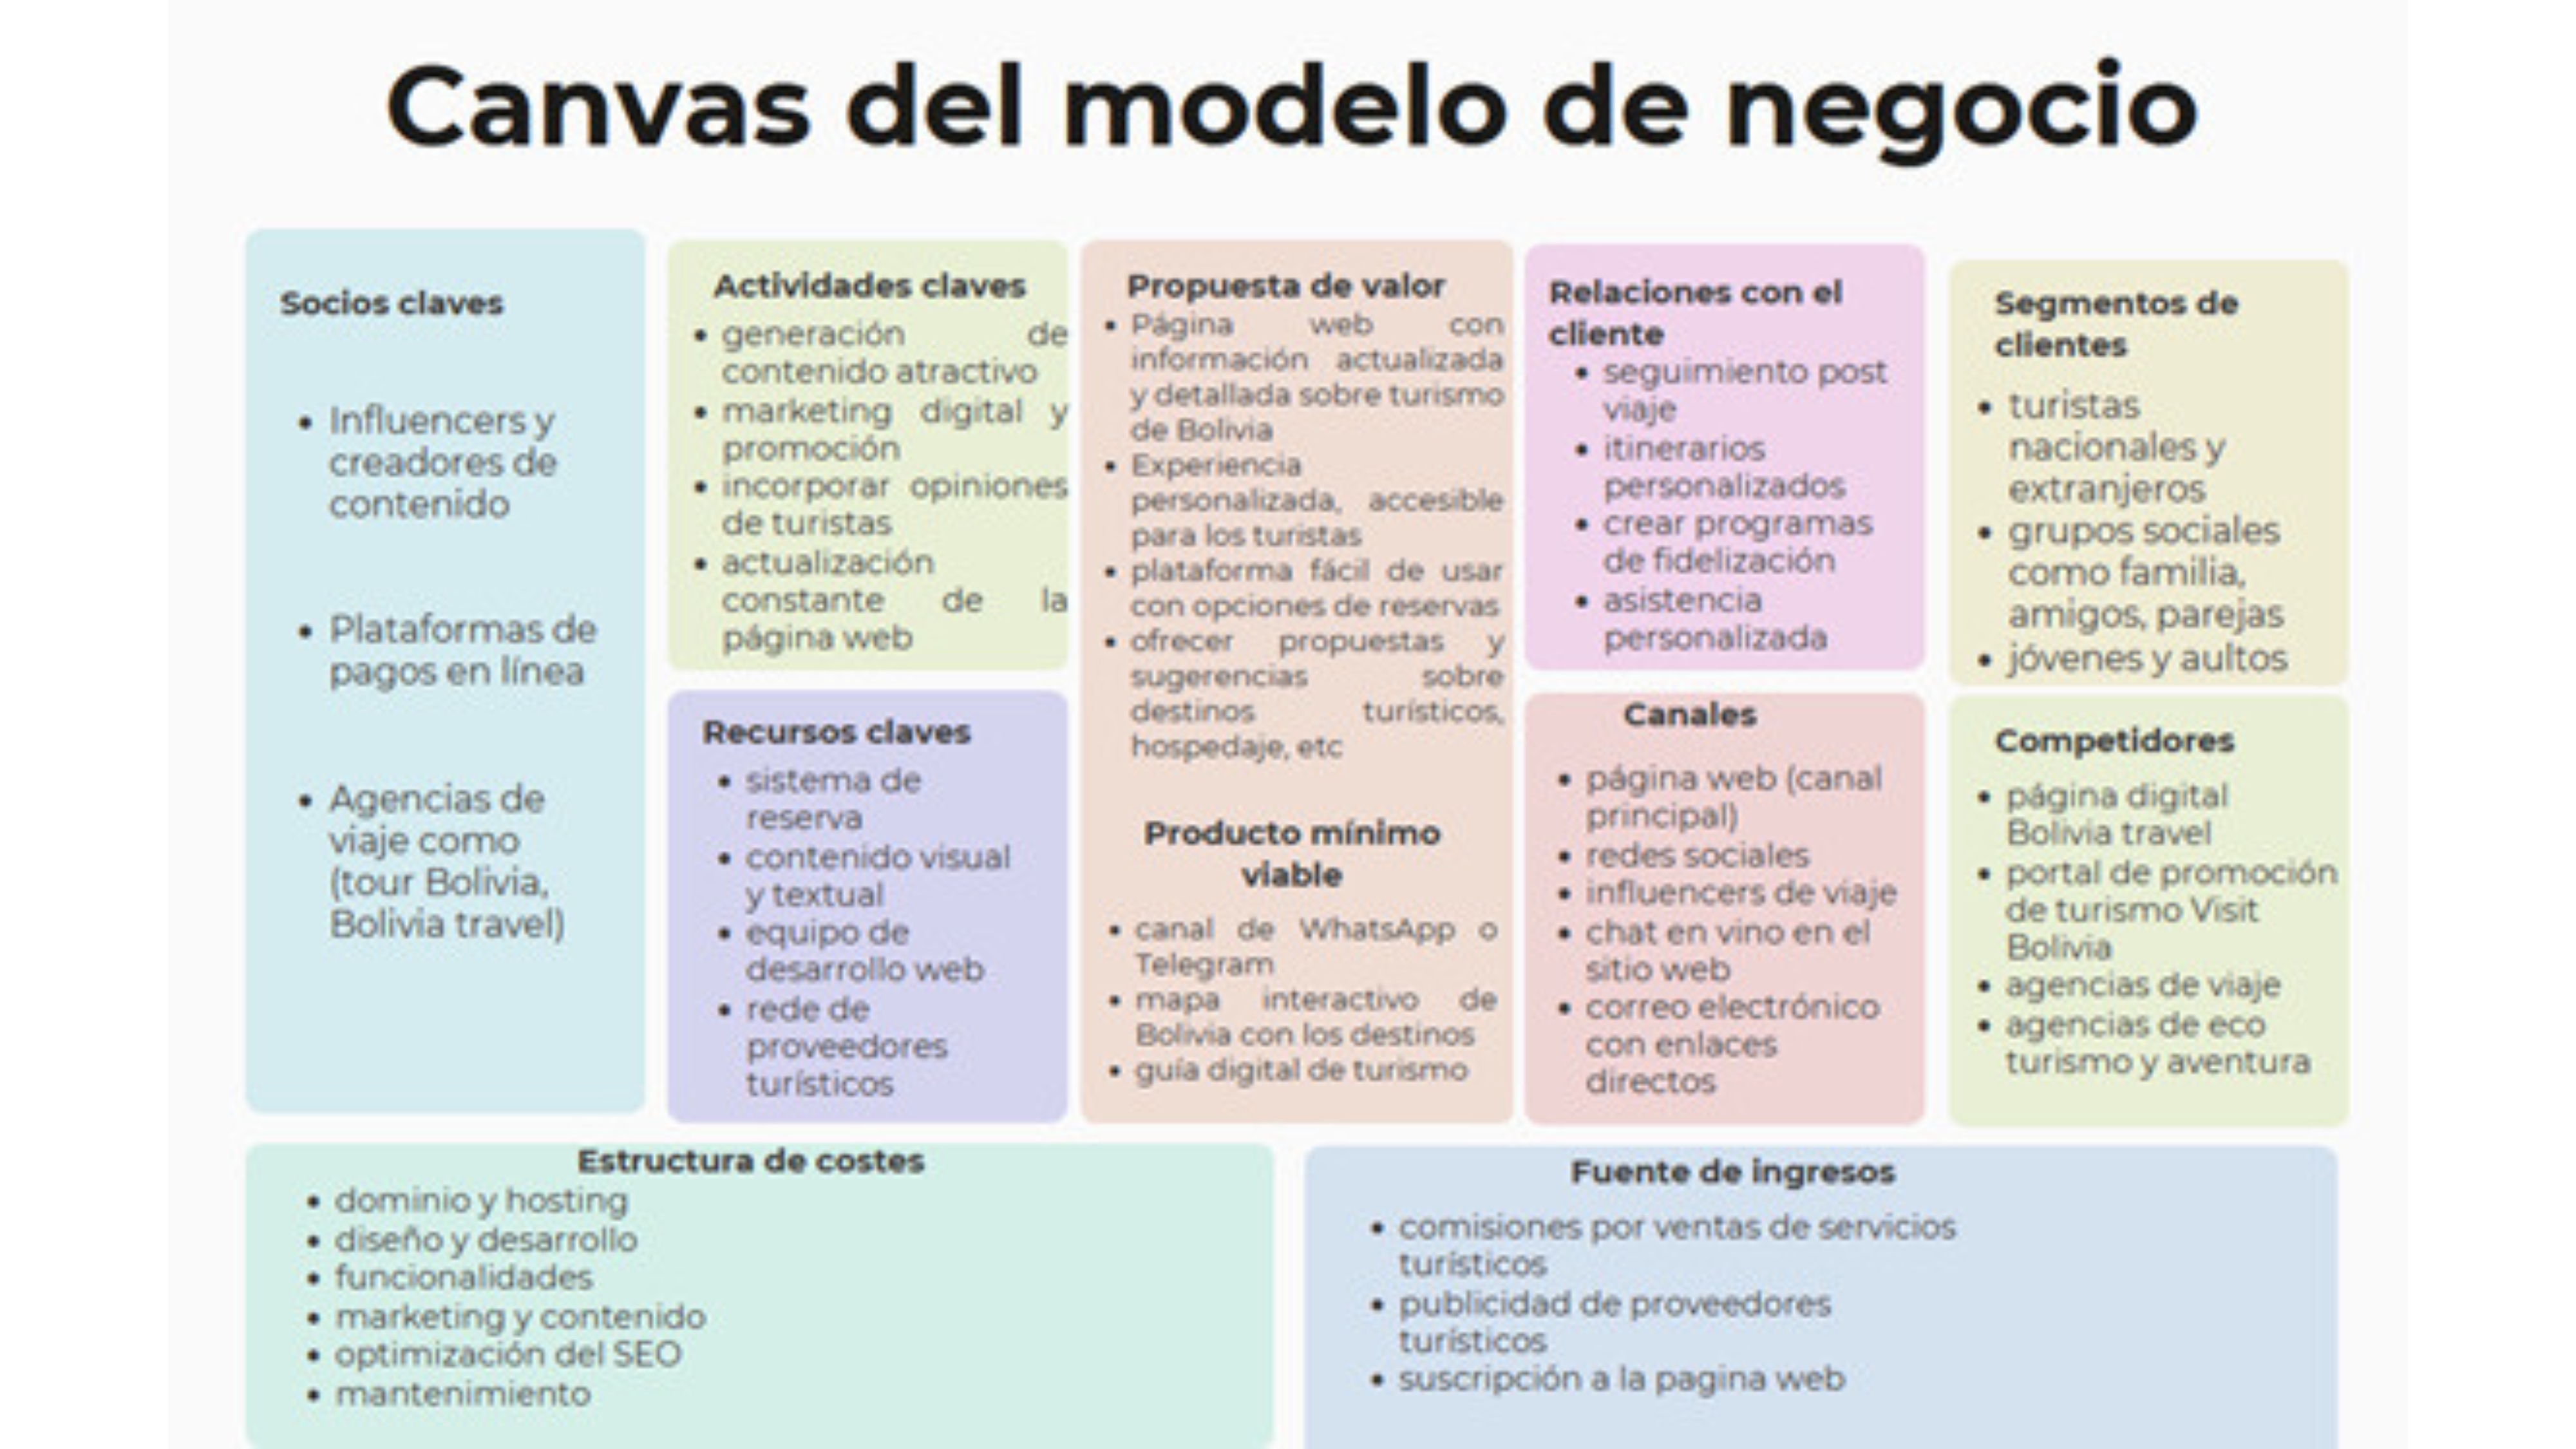 Canvas del modelo de negocio
Socios claves
• Influencers y
creadores de
contenido
• Plataformas de
pagos en línea
• Agencias de
viaje como
(tour Bolivia,
Bolivia travel)
Actividades claves
• generación de
contenido atractivo
• marketing digital y
promoción
• incorporar opiniones
de turistas
• actualización
constante de la
página web
Recursos claves
• sistema de
reserva
• contenido visual
y textual
• equipo de
desarrollo web
• rede de
proveedores
turísticos
Propuesta de valor
• Página web con
información actualizada
y detallada sobre turismo
de Bolivia
• Experiencia
personalizada, accesible
para los turistas
• plataforma fácil de usar
con opciones de reservas
• ofrecer propuestas y
sugerencias sobre
destinos turísticos,
hospedaje, etc
Producto mínimo
viable
• canal de WhatsApp o
Telegram
• mapa interactivo de
Bolivia con los destinos
• guía digital de turismo
Relaciones con el
cliente
• seguimiento post
viaje
• itinerarios
personalizados
• crear programas
de fidelización
• asistencia
personalizada
Canales
• página web (canal
principal)
• redes sociales
• influencers de viaje
• chat en vino en el
sitio web
• correo electrónico
con enlaces
directos
Segmentos de
clientes
• turistas
nacionales y
extranjeros
• grupos sociales
como familia,
amigos, parejas
• jóvenes y aultos
Competidores
• página digital
Bolivia travel
• portal de promoción
de turismo Visit
Bolivia
• agencias de viaje
• agencias de eco
turismo y aventura
Estructura de costes
• dominio y hosting
• diseño y desarrollo
• funcionalidades
• marketing y contenido
• optimización del SEO
• mantenimiento
Fuente de ingresos
• comisiones por ventas de servicios
turísticos
• publicidad de proveedores
turísticos
• suscripción a la pagina web